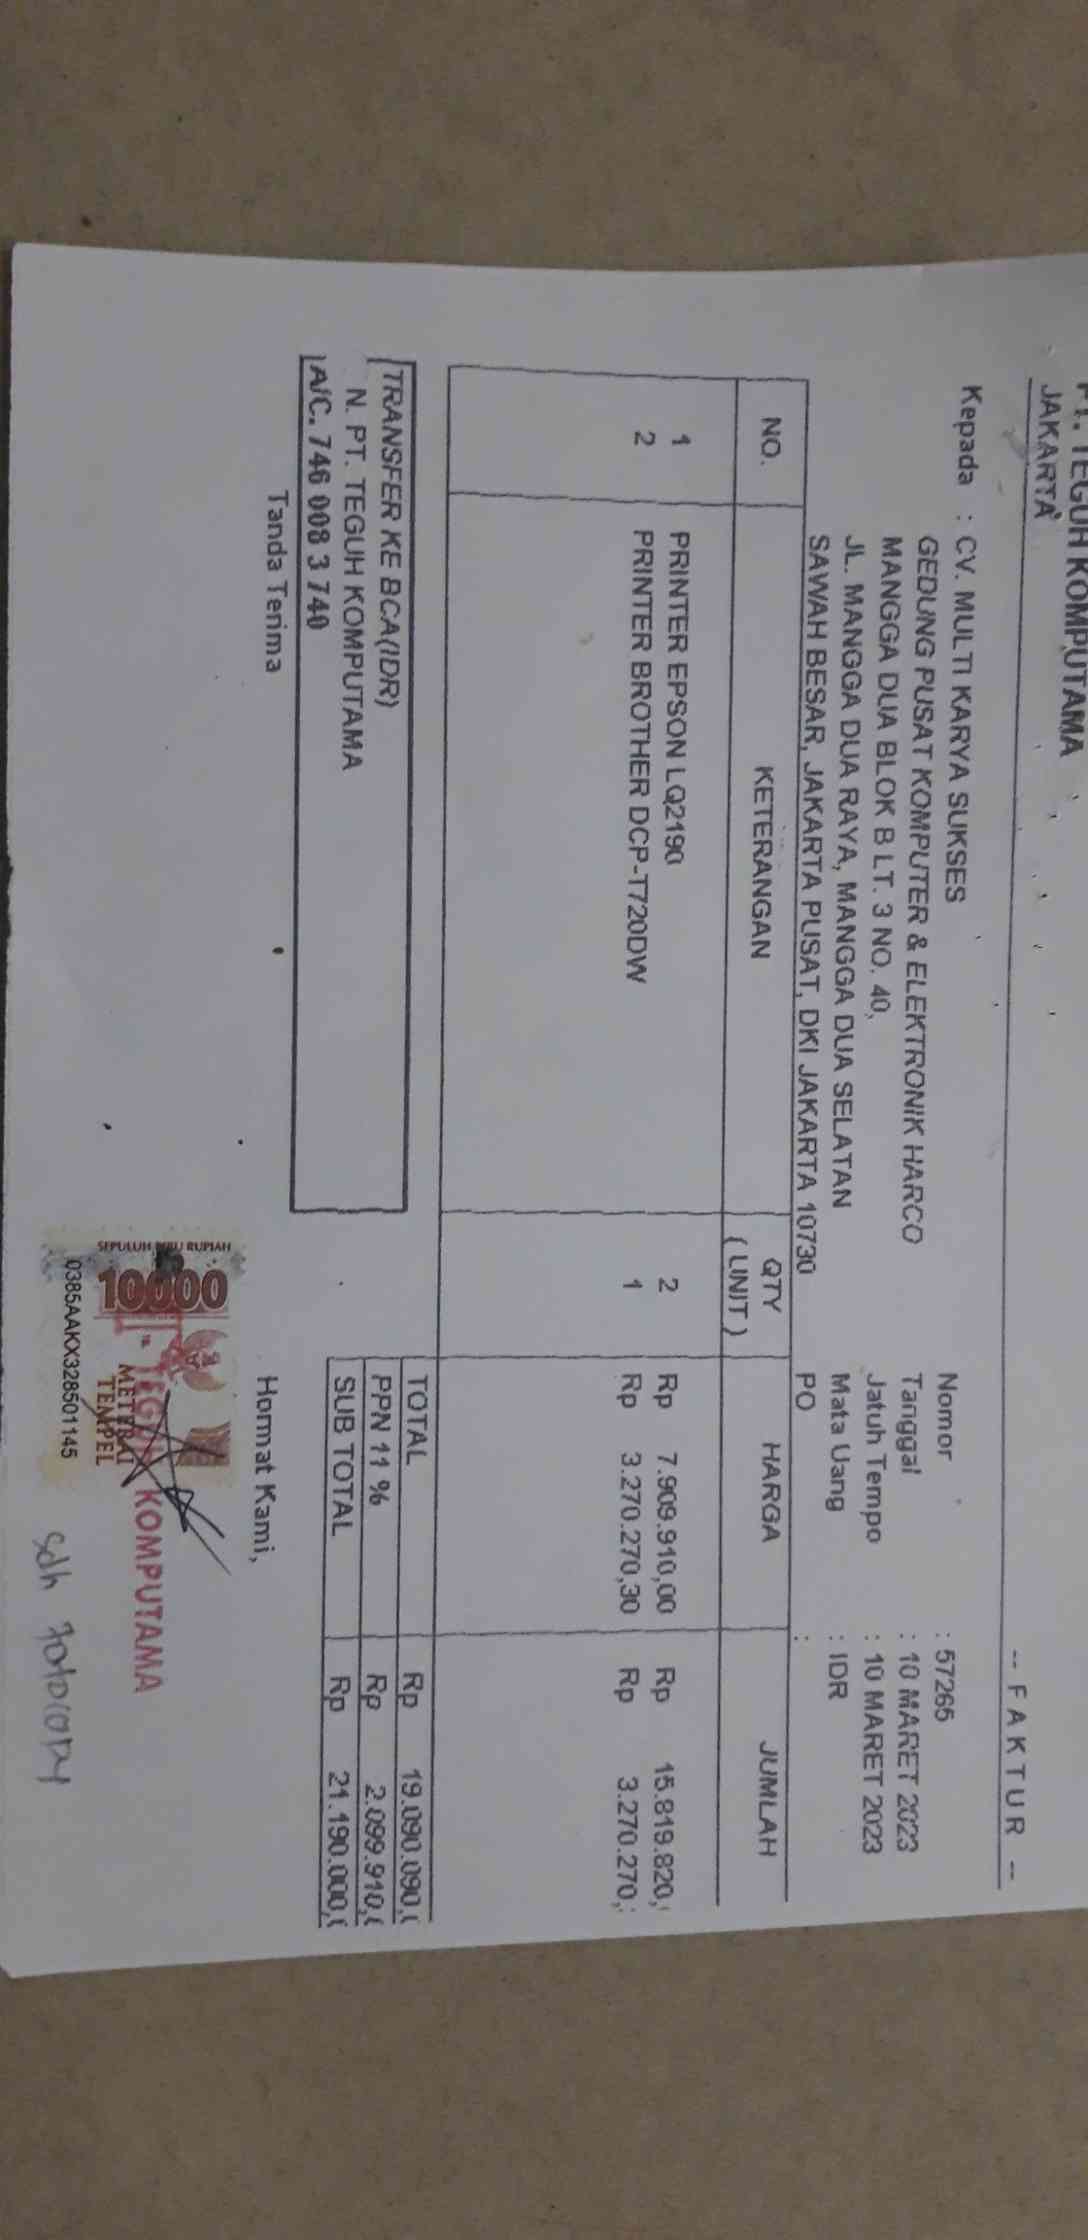 PT. TEGUH KOMPUTAMA
JAKARTA
-- F A K T U R --
Kepada : CV. MULTI KARYA SUKSES
GEDUNG PUSAT KOMPUTER & ELEKTRONIK HARCO
MANGGA DUA BLOK B LT. 3 NO. 40,
JL. MANGGA DUA RAYA, MANGGA DUA SELATAN
SAWAH BESAR, JAKARTA PUSAT, DKI JAKARTA 10730
Nomor : 57265
Tanggal : 10 MARET 2023
Jatuh Tempo : 10 MARET 2023
Mata Uang : IDR
PO :
NO. KETERANGAN QTY ( UNIT ) HARGA JUMLAH
1 PRINTER EPSON LQ2190 2 Rp 7.909.910,00 Rp 15.819.820,
2 PRINTER BROTHER DCP-T720DW 1 Rp 3.270.270,30 Rp 3.270.270,
TOTAL Rp 19.090.090,
PPN 11 % Rp 2.099.910,
SUB TOTAL Rp 21.190.000,
TRANSFER KE BCA(IDR)
N. PT. TEGUH KOMPUTAMA
A/C. 746 008 3 740
Tanda Terima
Hormat Kami,
SEPULUH RIBU RUPIAH
10000
METERAI
TEMPEL
0385AAKX328501145
TEGUH KOMPUTAMA
Sdh fotocopy